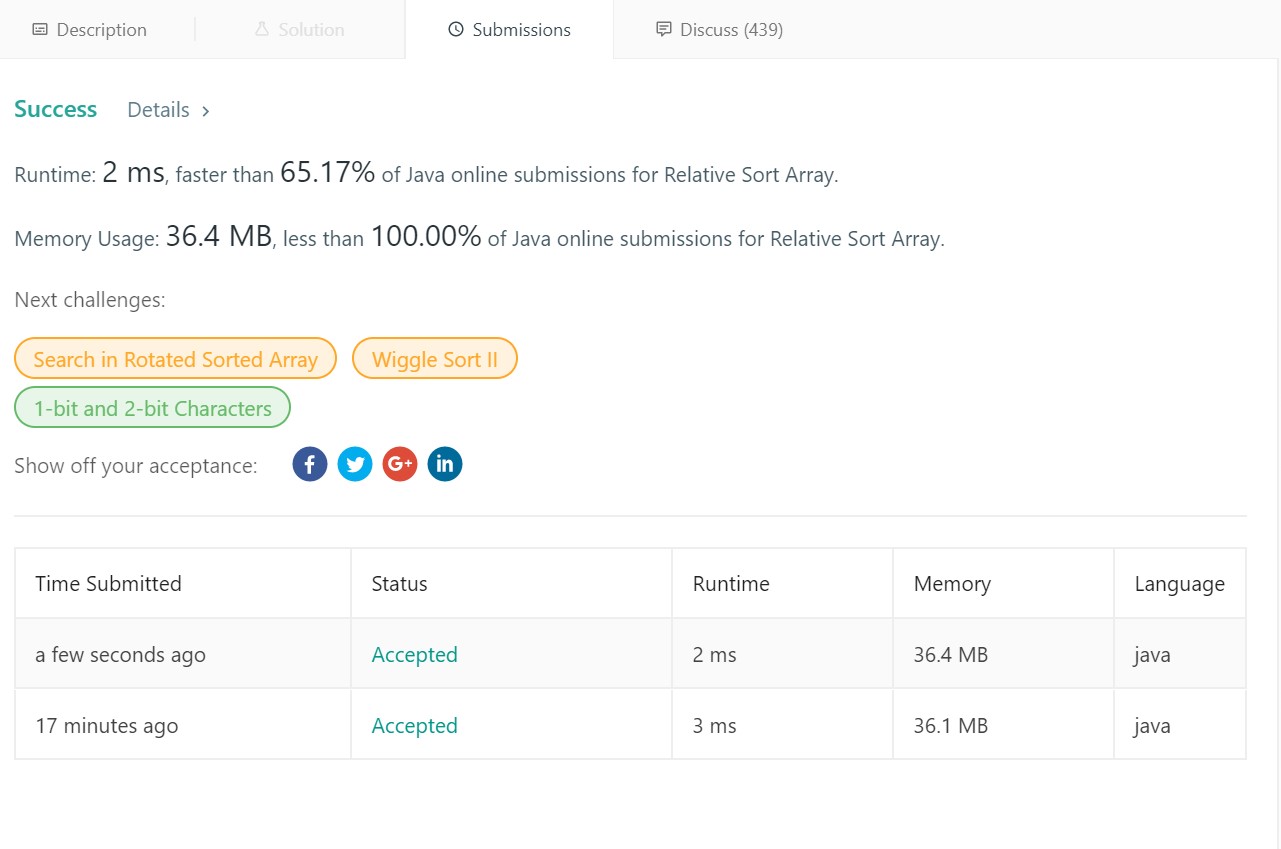 Description Solution Submissions Discuss (439)
Success Details >
Runtime: 2 ms, faster than 65.17% of Java online submissions for Relative Sort Array.
Memory Usage: 36.4 MB, less than 100.00% of Java online submissions for Relative Sort Array.
Next challenges:
Search in Rotated Sorted Array Wiggle Sort II
1-bit and 2-bit Characters
Show off your acceptance: f G+ in
Time Submitted Status Runtime Memory Language
a few seconds ago Accepted 2 ms 36.4 MB java
17 minutes ago Accepted 3 ms 36.1 MB java